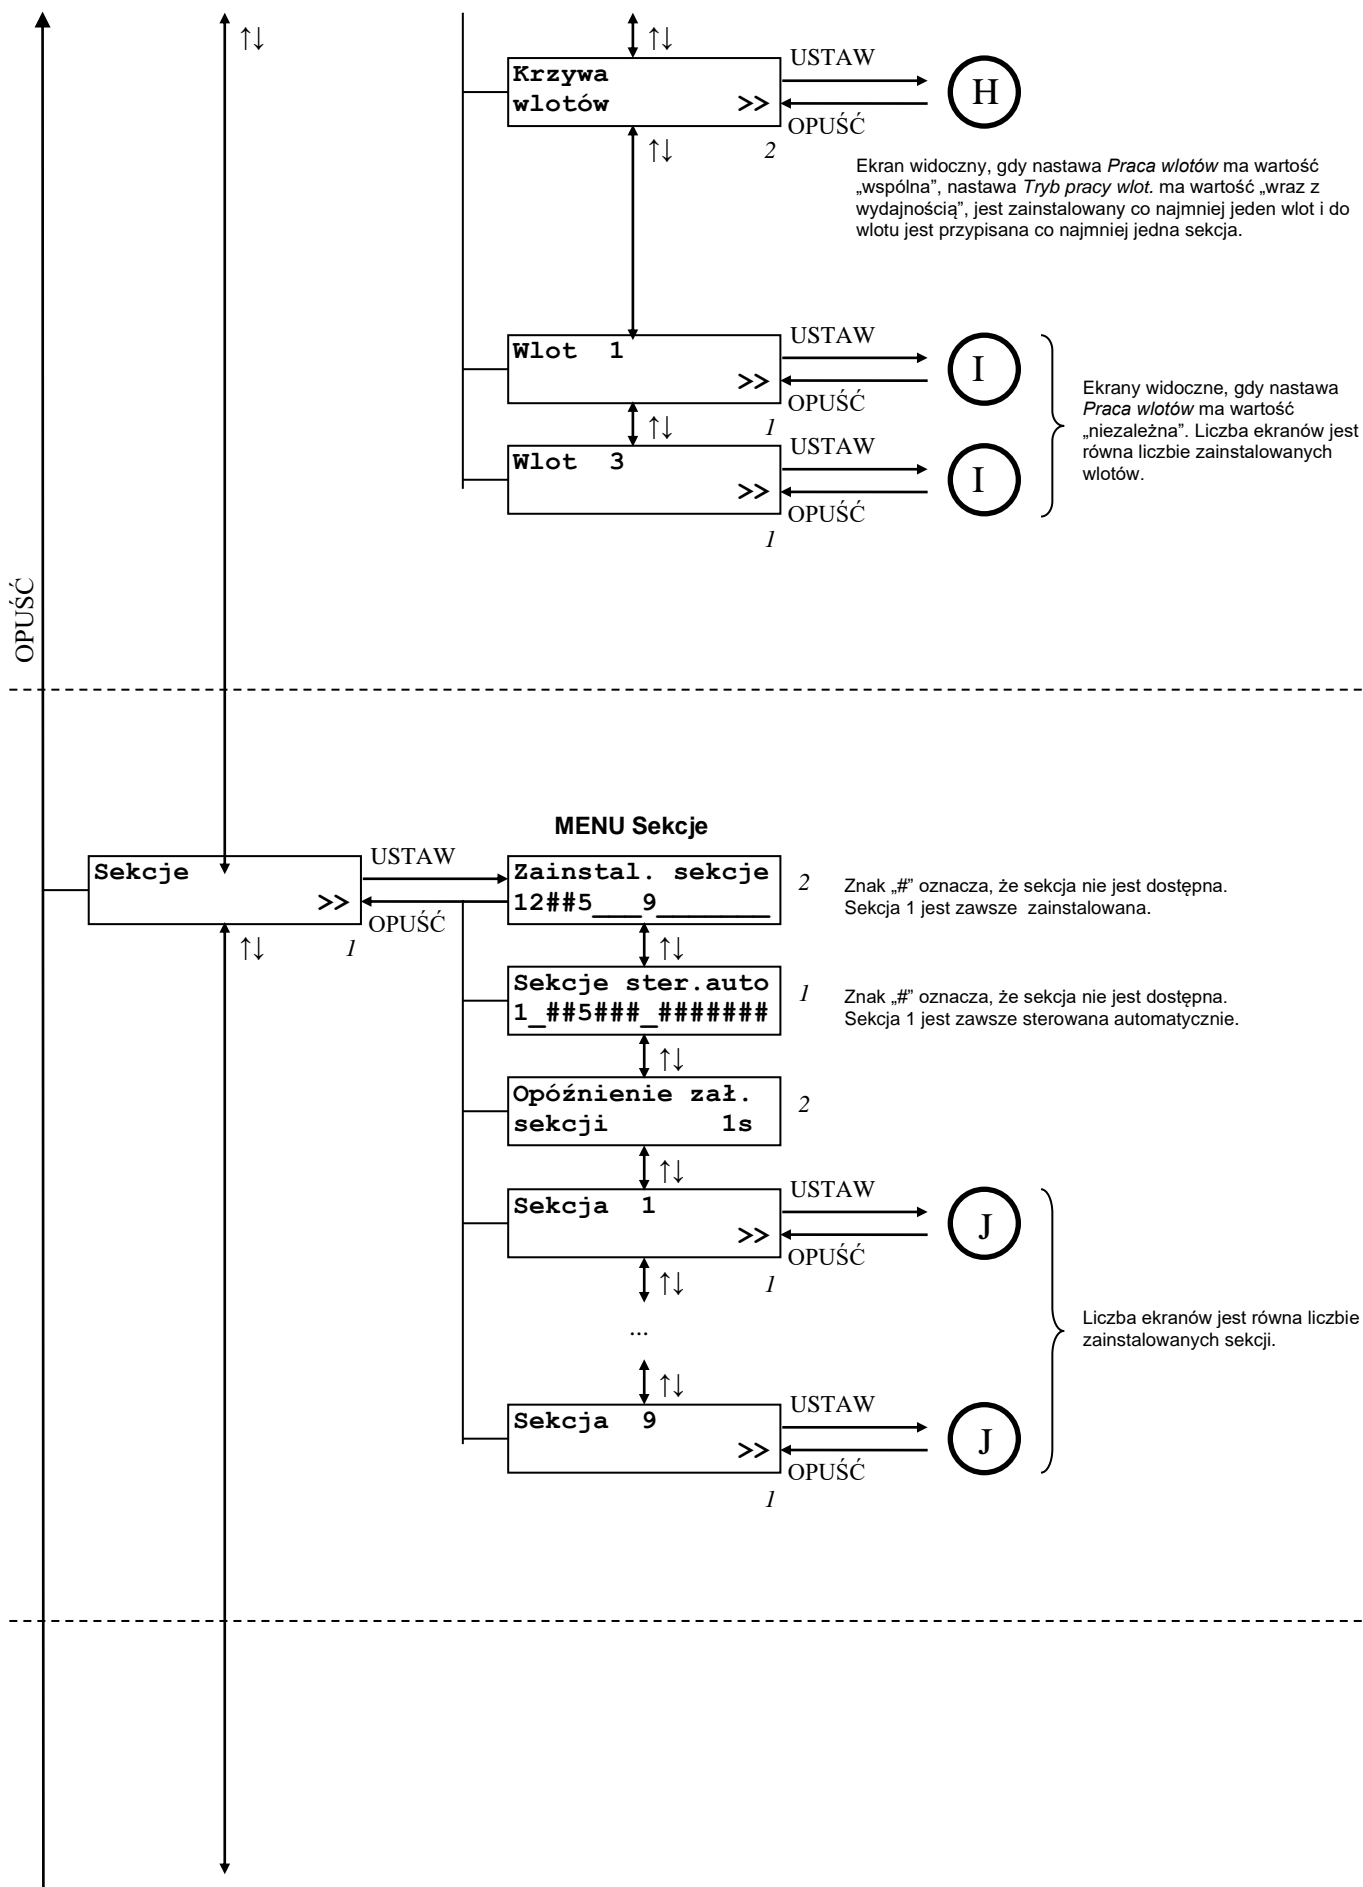 ↑↓
↑↓
Krzywa
wlotów >>
USTAW
OPUŚĆ
H
↑↓
2
Ekran widoczny, gdy nastawa Praca wlotów ma wartość
„wspólna”, nastawa Tryb pracy wlot. ma wartość „wraz z
wydajnością”, jest zainstalowany co najmniej jeden wlot i do
wlotu jest przypisana co najmniej jedna sekcja.
Wlot 1
>>
USTAW
OPUŚĆ
I
1
↑↓
Wlot 3
>>
USTAW
OPUŚĆ
I
1
Ekrany widoczne, gdy nastawa
Praca wlotów ma wartość
„niezależna”. Liczba ekranów jest
równa liczbie zainstalowanych
wlotów.
OPUŚĆ
MENU Sekcje
Sekcje
>>
USTAW
OPUŚĆ
1
↑↓
Zainstal. sekcje
12##5___9_______
2
Znak „#” oznacza, że sekcja nie jest dostępna.
Sekcja 1 jest zawsze zainstalowana.
↑↓
Sekcje ster.auto
1_##5###_#######
1
Znak „#” oznacza, że sekcja nie jest dostępna.
Sekcja 1 jest zawsze sterowana automatycznie.
↑↓
Opóźnienie zał.
sekcji 1s
2
↑↓
Sekcja 1
>>
USTAW
OPUŚĆ
J
1
↑↓
...
Liczba ekranów jest równa liczbie
zainstalowanych sekcji.
↑↓
Sekcja 9
>>
USTAW
OPUŚĆ
J
1